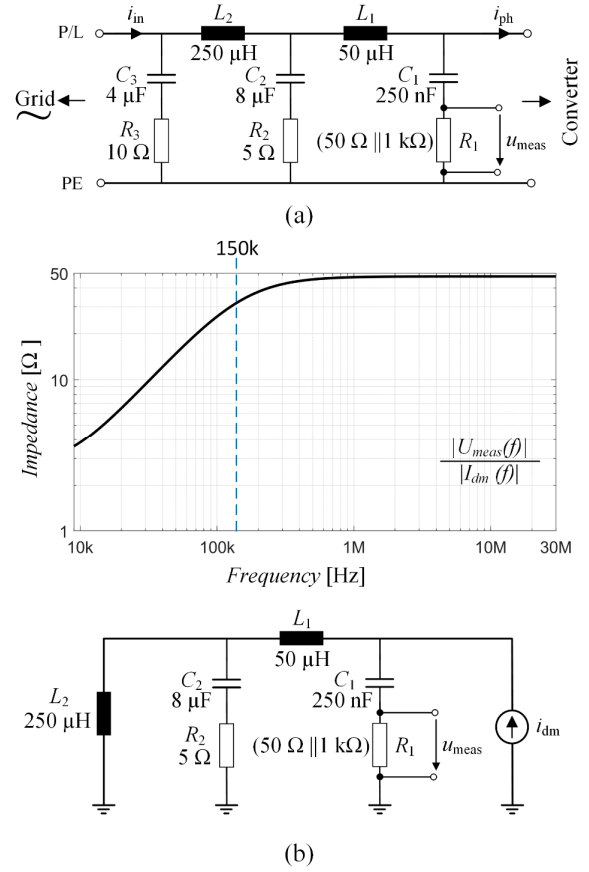 P/L
i_in
L_2
250 µH
L_1
50 µH
i_ph
C_3
4 µF
C_2
8 µF
C_1
250 nF
Grid
~
R_3
10 Ω
R_2
5 Ω
(50 Ω || 1 kΩ)
R_1
u_meas
Converter
PE
(a)
150k
50
10
1
Impedance [Ω]
|U_meas(f)|
|I_dm (f)|
10k
100k
1M
10M
30M
Frequency [Hz]
L_1
50 µH
C_2
8 µF
C_1
250 nF
L_2
250 µH
R_2
5 Ω
(50 Ω || 1 kΩ)
R_1
u_meas
i_dm
(b)